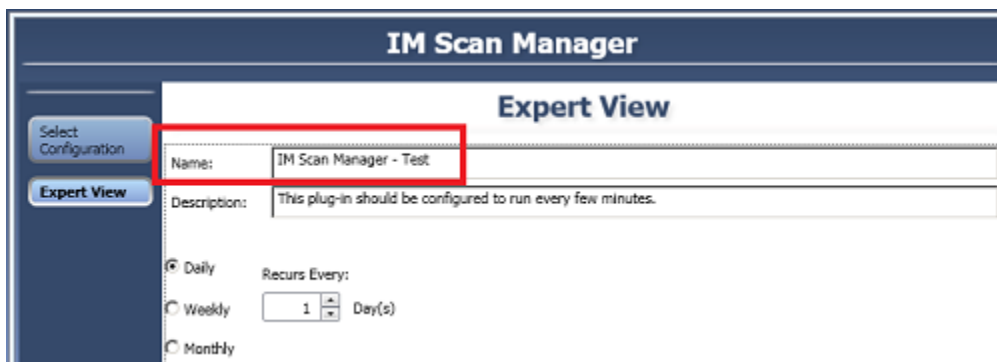 IM Scan Manager
Expert View
Select
Configuration
Expert View
Name: IM Scan Manager - Test
Description: This plug-in should be configured to run every few minutes.
Daily
Recurs Every:
Weekly
1 Day(s)
Monthly